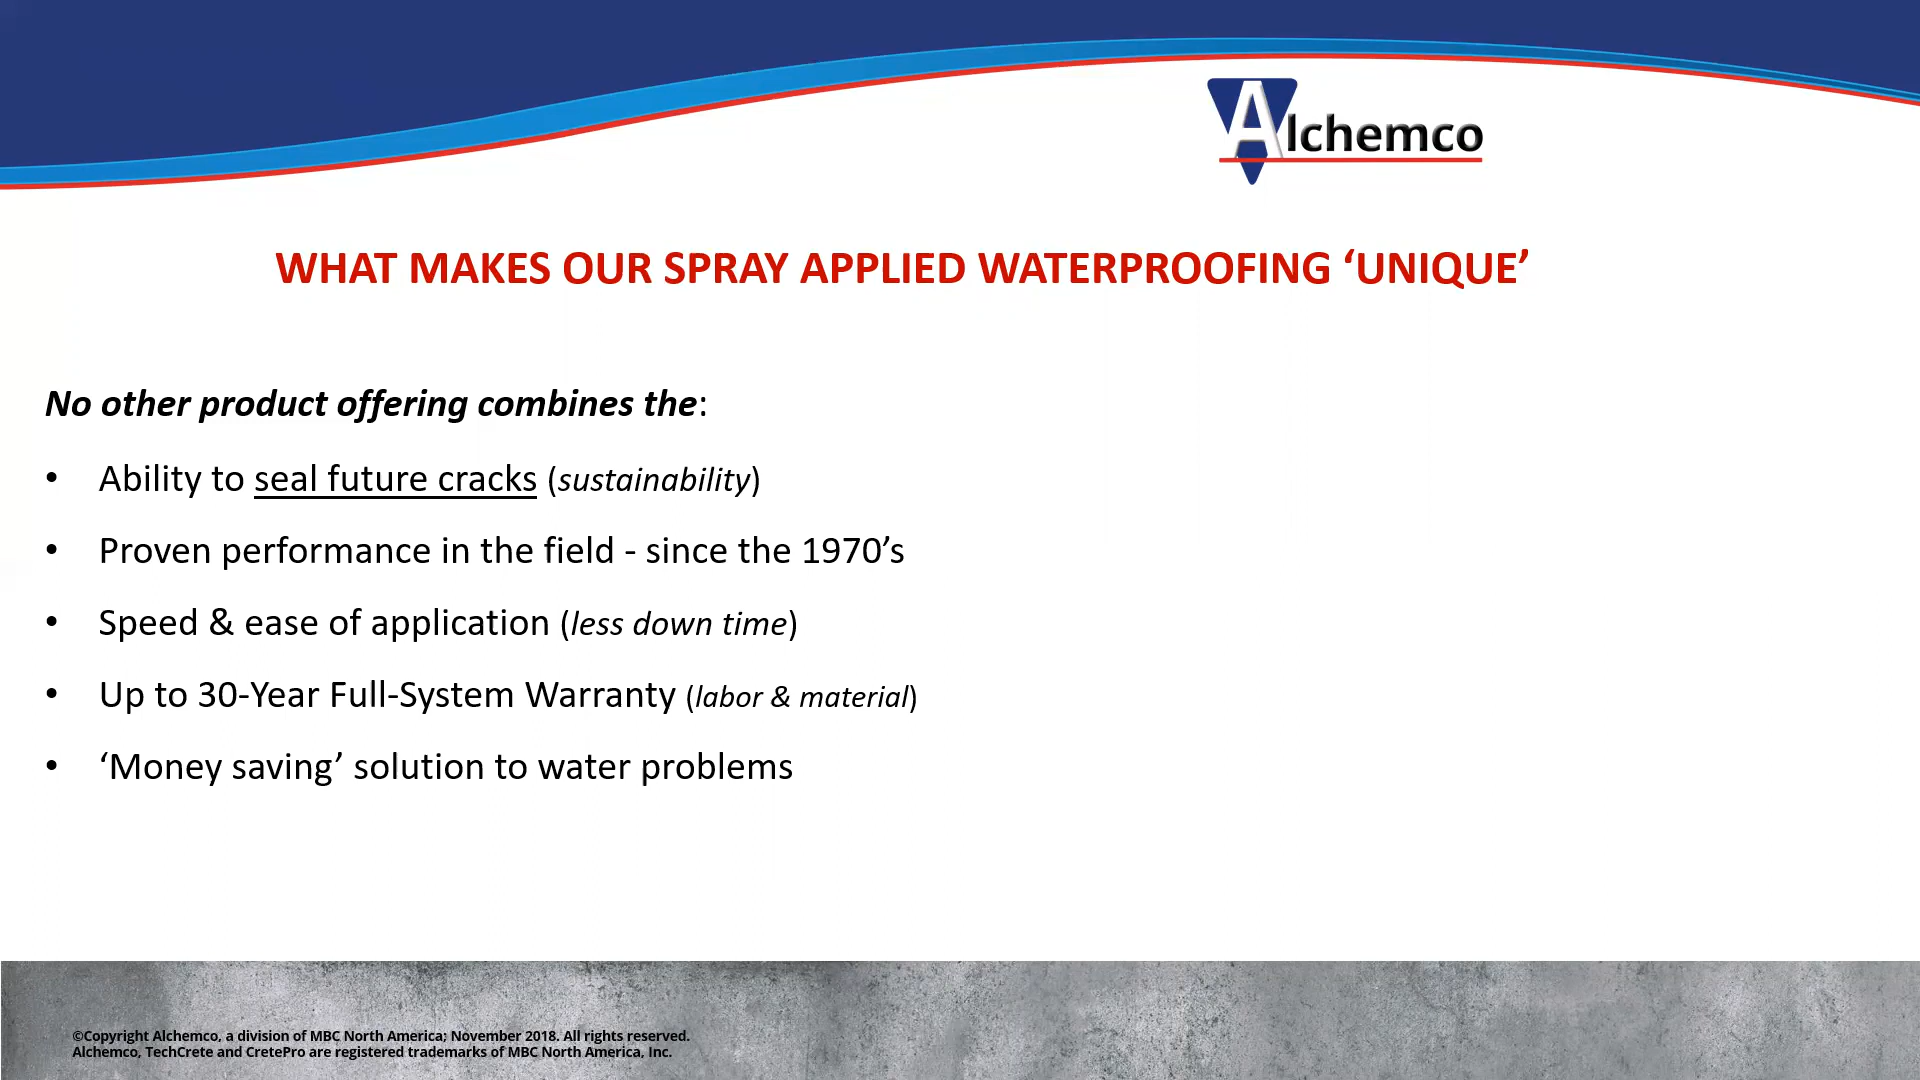 Alchemco
WHAT MAKES OUR SPRAY APPLIED WATERPROOFING ‘UNIQUE’
No other product offering combines the:
• Ability to seal future cracks (sustainability)
• Proven performance in the field - since the 1970’s
• Speed & ease of application (less down time)
• Up to 30-Year Full-System Warranty (labor & material)
• ‘Money saving’ solution to water problems
©Copyright Alchemco, a division of MBC North America; November 2018. All rights reserved.
Alchemco, TechCrete and CretePro are registered trademarks of MBC North America, Inc.